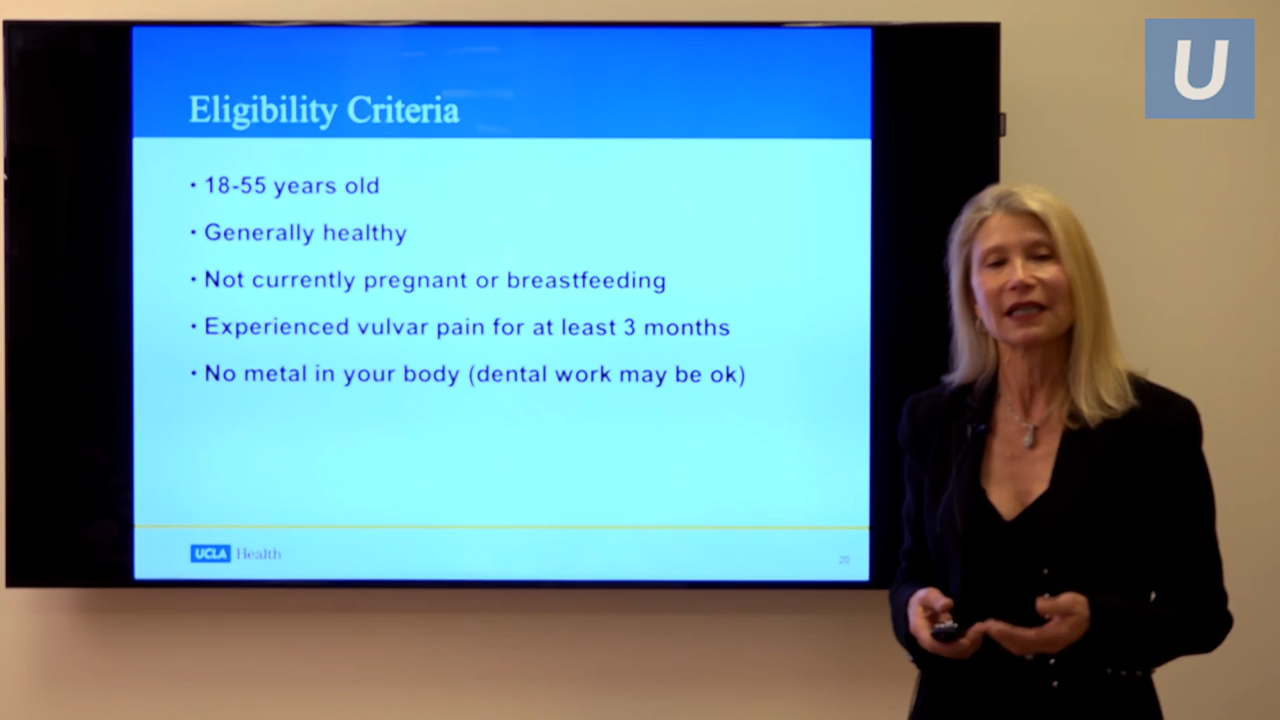 U
Eligibility Criteria
• 18-55 years old
• Generally healthy
• Not currently pregnant or breastfeeding
• Experienced vulvar pain for at least 3 months
• No metal in your body (dental work may be ok)
UCLA Health
20